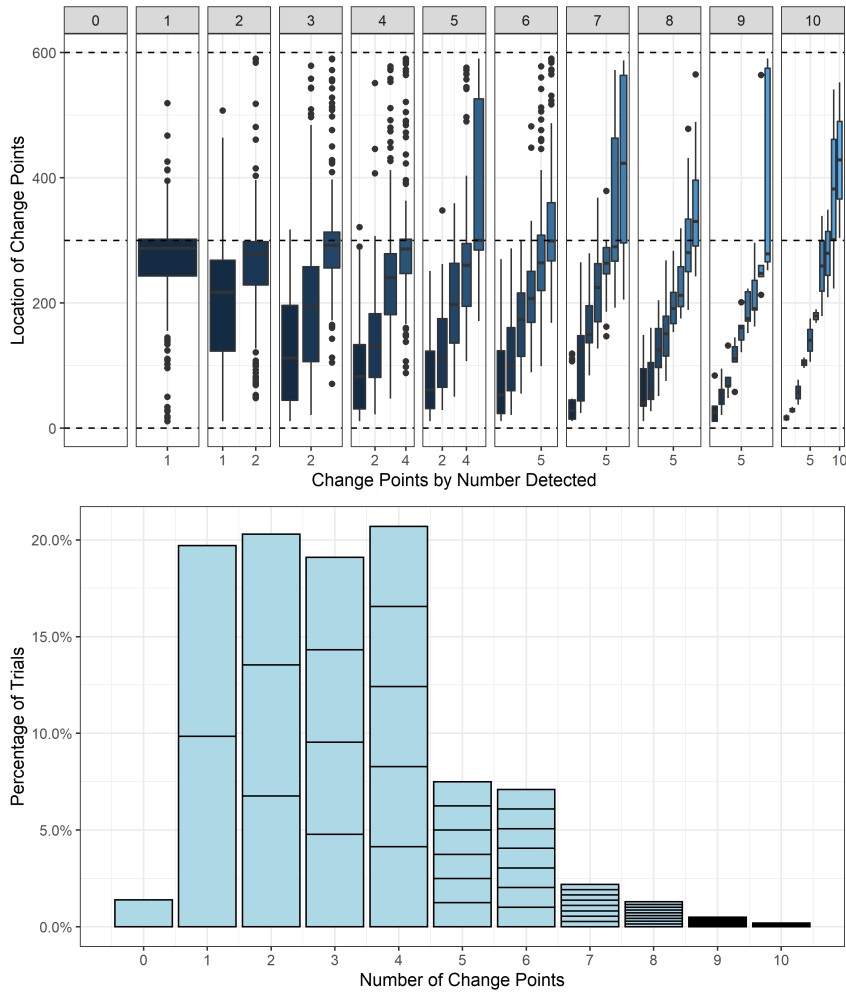 0 1 2 3 4 5 6 7 8 9 10
600
400
200
0
Location of Change Points
1 1 2 2 2 4 2 4 5 5 5 5 5 10
Change Points by Number Detected
20.0%
15.0%
10.0%
5.0%
0.0%
Percentage of Trials
0 1 2 3 4 5 6 7 8 9 10
Number of Change Points